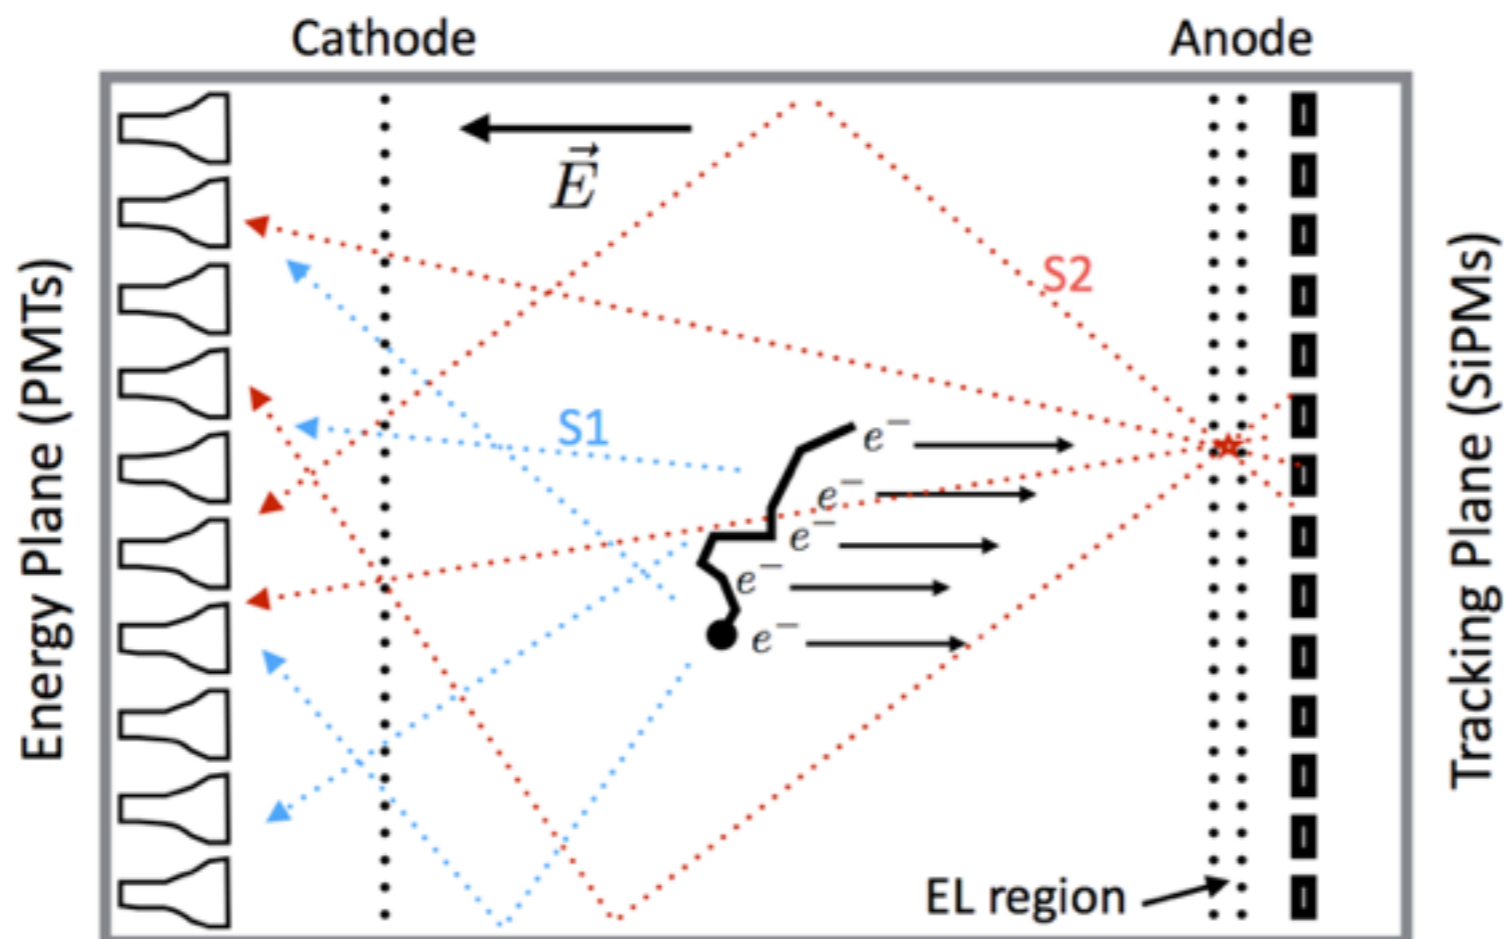 Cathode
Anode
E
S2
S1
e−
e−
e−
e−
e−
EL region
Energy Plane (PMTs)
Tracking Plane (SiPMs)